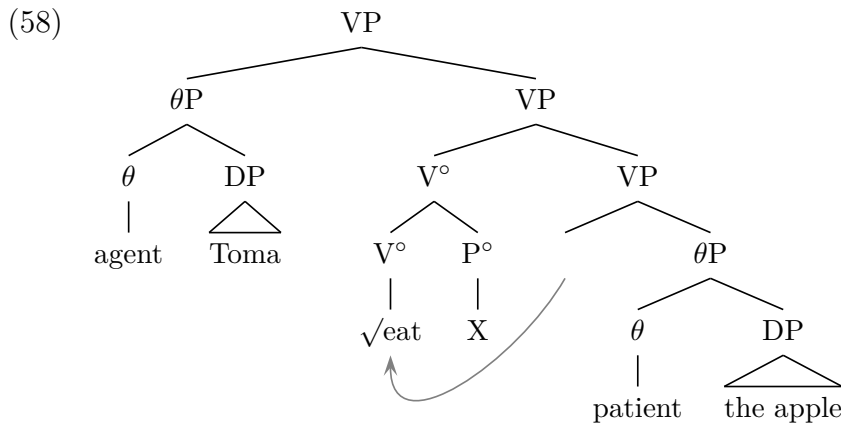 (58) VP
θP VP
θ DP V° VP
agent Toma V° P° θP
√eat X θ DP
patient the apple